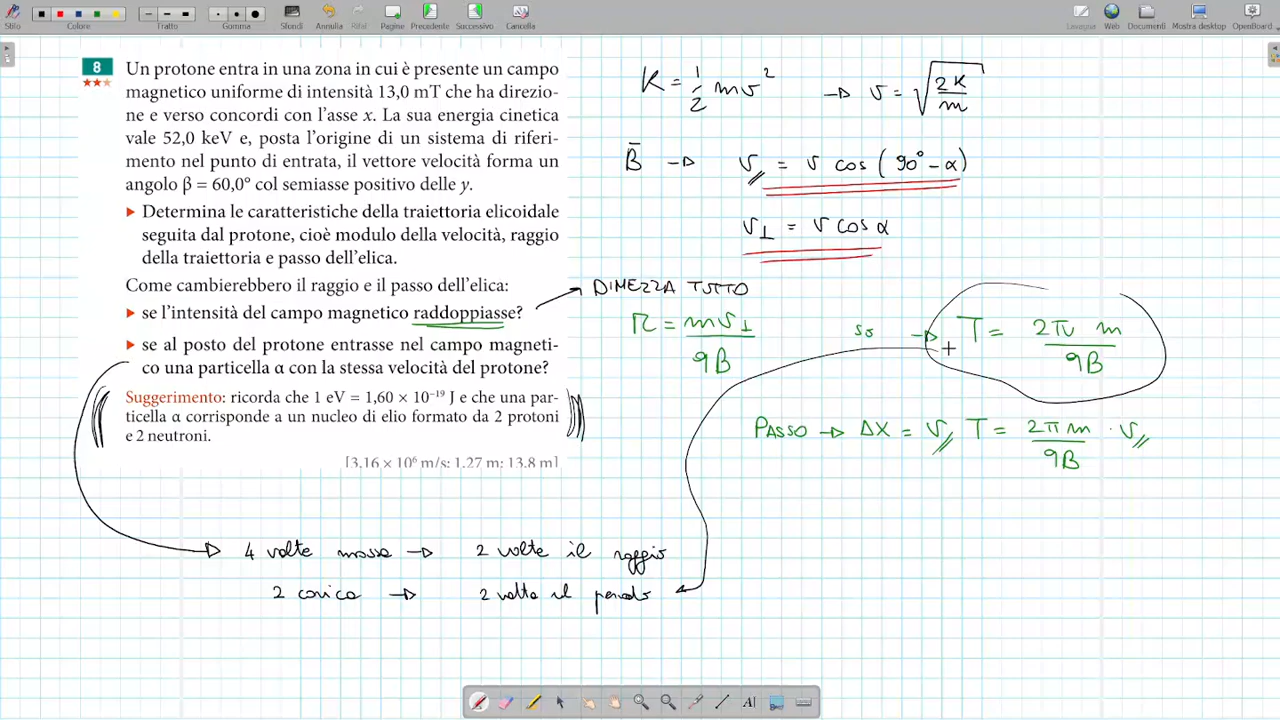 Stilo
Colore
Tratto
Gomma
Sfondi
Annulla
Rifai
Pagine
Precedente
Successivo
Cancella
Lavagna
Web
Documenti
Mostra desktop
OpenBoard
8
Un protone entra in una zona in cui è presente un campo
magnetico uniforme di intensità 13,0 mT che ha direzio-
ne e verso concordi con l'asse x. La sua energia cinetica
vale 52,0 keV e, posta l'origine di un sistema di riferi-
mento nel punto di entrata, il vettore velocità forma un
angolo β = 60,0° col semiasse positivo delle y.
▸ Determina le caratteristiche della traiettoria elicoidale
seguita dal protone, cioè modulo della velocità, raggio
della traiettoria e passo dell'elica.
Come cambierebbero il raggio e il passo dell'elica:
▸ se l'intensità del campo magnetico raddoppiasse?
▸ se al posto del protone entrasse nel campo magneti-
co una particella α con la stessa velocità del protone?
Suggerimento: ricorda che 1 eV = 1,60 × 10⁻¹⁹ J e che una par-
ticella α corrisponde a un nucleo di elio formato da 2 protoni
e 2 neutroni.
[3,16 × 10⁶ m/s; 1,27 m; 13,8 m]
K = 1/2 mv² → v = √(2K/m)
B̄ → v∥ = v cos (90° - α)
v⊥ = v cos α
DIMEZZA TUTTO
r = mv⊥/qB so → T = 2π m/qB
PASSO → ΔX = v∥ T = 2πm/qB · v∥
4 volte massa → 2 volte il raggio
2 carica → 2 volte il periodo
A